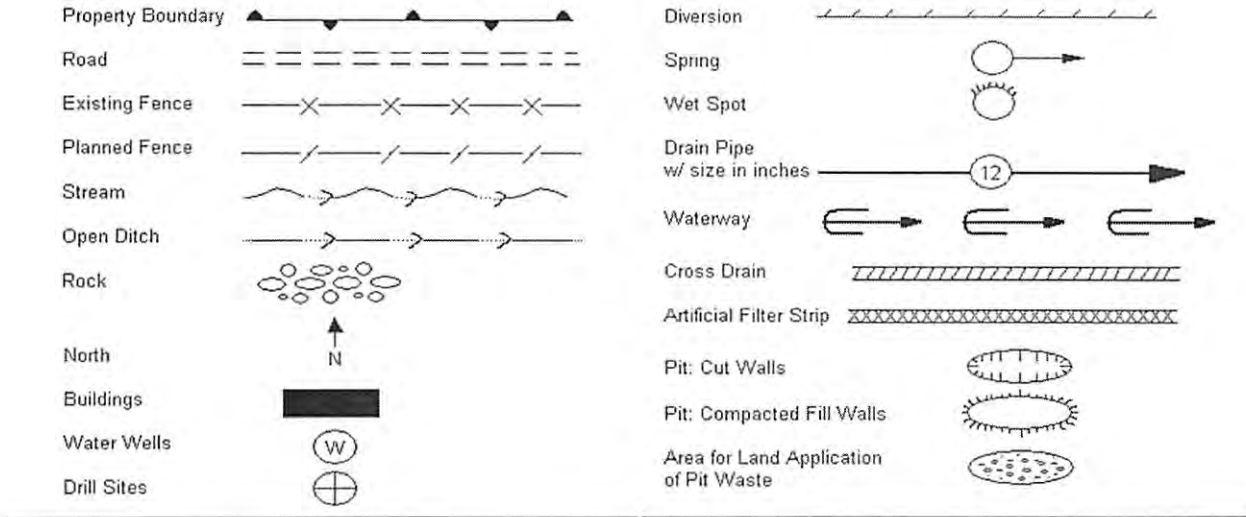 Property Boundary
Road
Existing Fence
Planned Fence
Stream
Open Ditch
Rock
North
N
Buildings
Water Wells
W
Drill Sites
Diversion
Spring
Wet Spot
Drain Pipe
w/ size in inches
12
Waterway
Cross Drain
Artificial Filter Strip
Pit: Cut Walls
Pit: Compacted Fill Walls
Area for Land Application
of Pit Waste